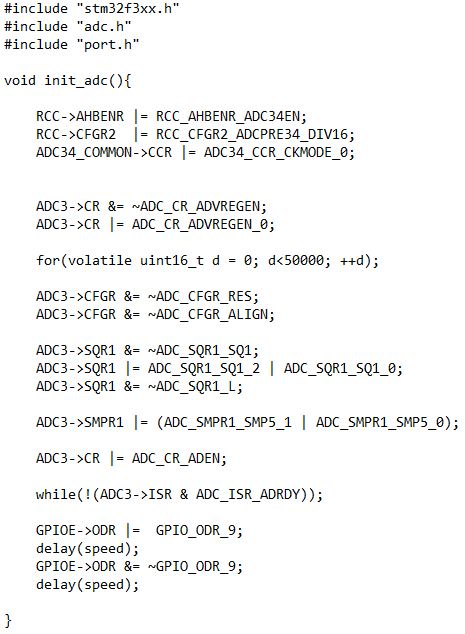 #include "stm32f3xx.h"
#include "adc.h"
#include "port.h"
void init_adc(){
RCC->AHBENR |= RCC_AHBENR_ADC34EN;
RCC->CFGR2 |= RCC_CFGR2_ADCPRE34_DIV16;
ADC34_COMMON->CCR |= ADC34_CCR_CKMODE_0;
ADC3->CR &= ~ADC_CR_ADVREGEN;
ADC3->CR |= ADC_CR_ADVREGEN_0;
for(volatile uint16_t d = 0; d<50000; ++d);
ADC3->CFGR &= ~ADC_CFGR_RES;
ADC3->CFGR &= ~ADC_CFGR_ALIGN;
ADC3->SQR1 &= ~ADC_SQR1_SQ1;
ADC3->SQR1 |= ADC_SQR1_SQ1_2 | ADC_SQR1_SQ1_0;
ADC3->SQR1 &= ~ADC_SQR1_L;
ADC3->SMPR1 |= (ADC_SMPR1_SMP5_1 | ADC_SMPR1_SMP5_0);
ADC3->CR |= ADC_CR_ADEN;
while(!(ADC3->ISR & ADC_ISR_ADRDY));
GPIOE->ODR |=  GPIO_ODR_9;
delay(speed);
GPIOE->ODR &= ~GPIO_ODR_9;
delay(speed);
}